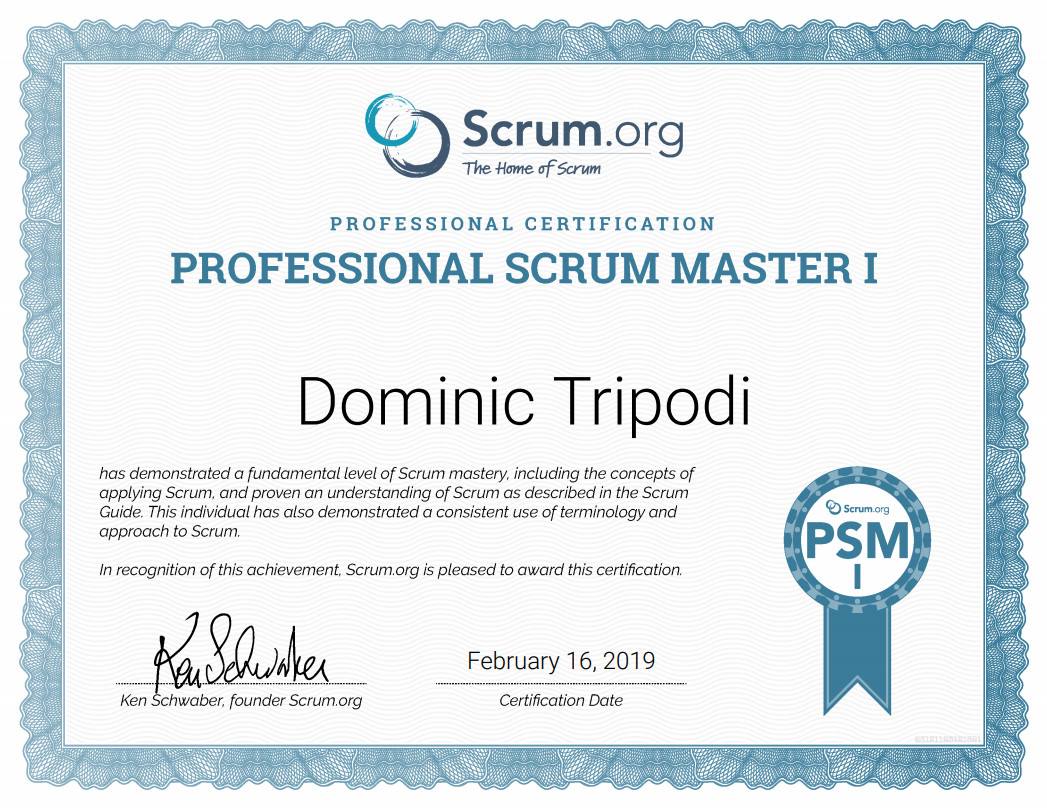 Scrum.org
The Home of Scrum
PROFESSIONAL CERTIFICATION
PROFESSIONAL SCRUM MASTER I
Dominic Tripodi
has demonstrated a fundamental level of Scrum mastery, including the concepts of
applying Scrum, and proven an understanding of Scrum as described in the Scrum
Guide. This individual has also demonstrated a consistent use of terminology and
approach to Scrum.
In recognition of this achievement, Scrum.org is pleased to award this certification.
Scrum.org
PSM
I
Ken Schwaber
February 16, 2019
Ken Schwaber, founder Scrum.org
Certification Date